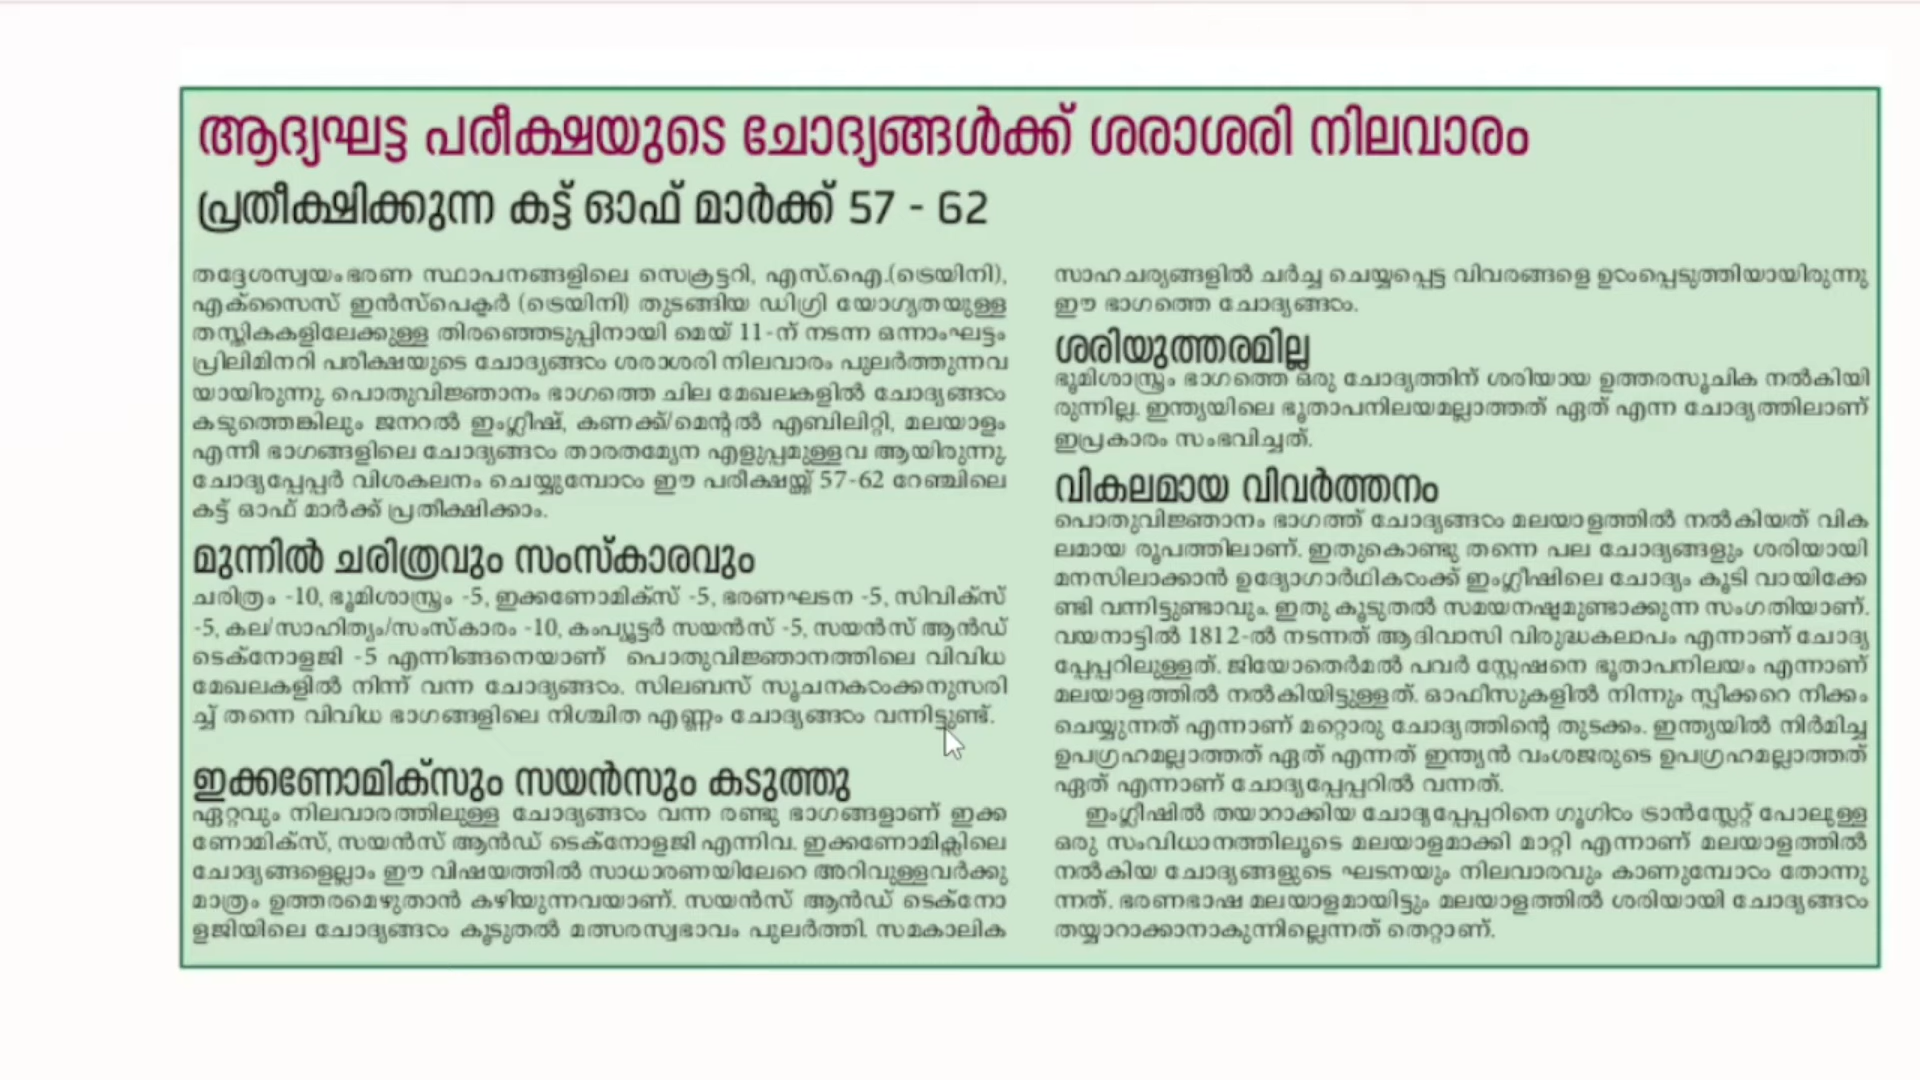 ആദ്യഘട്ട പരീക്ഷയുടെ ചോദ്യങ്ങൾക്ക് ശരാശരി നിലവാരം
പ്രതീക്ഷിക്കുന്ന കട്ട് ഓഫ് മാർക്ക് 57 - 62
തദ്ദേശസ്വയംഭരണ സ്ഥാപനങ്ങളിലെ സെക്രട്ടറി, എസ്.ഐ.(ട്രെയിനി),
എക്സൈസ് ഇൻസ്പെക്ടർ (ട്രെയിനി) തുടങ്ങിയ ഡിഗ്രി യോഗ്യതയുള്ള
തസ്തികകളിലേക്കുള്ള തിരഞ്ഞെടുപ്പിനായി മെയ് 11-ന് നടന്ന ഒന്നാംഘട്ടം
പ്രിലിമിനറി പരീക്ഷയുടെ ചോദ്യങ്ങൾ ശരാശരി നിലവാരം പുലർത്തുന്നവ
യായിരുന്നു. പൊതുവിജ്ഞാനം ഭാഗത്തെ ചില മേഖലകളിൽ ചോദ്യങ്ങൾ
കടുത്തെങ്കിലും ജനറൽ ഇംഗ്ലീഷ്, കണക്ക്/മെന്റൽ എബിലിറ്റി, മലയാളം
എന്നീ ഭാഗങ്ങളിലെ ചോദ്യങ്ങൾ താരതമ്യേന എളുപ്പമുള്ളവ ആയിരുന്നു.
ചോദ്യപ്പേപ്പർ വിശകലനം ചെയ്യുമ്പോൾ ഈ പരീക്ഷയ്ക്ക് 57-62 റേഞ്ചിലെ
കട്ട് ഓഫ് മാർക്ക് പ്രതീക്ഷിക്കാം.
മുന്നിൽ ചരിത്രവും സംസ്കാരവും
ചരിത്രം -10, ഭൂമിശാസ്ത്രം -5, ഇക്കണോമിക്സ് -5, ഭരണഘടന -5, സിവിക്സ്
-5, കല/സാഹിത്യം/സംസ്കാരം -10, കംപ്യൂട്ടർ സയൻസ് -5, സയൻസ് ആൻഡ്
ടെക്നോളജി -5 എന്നിങ്ങനെയാണ് പൊതുവിജ്ഞാനത്തിലെ വിവിധ
മേഖലകളിൽ നിന്ന് വന്ന ചോദ്യങ്ങൾ. സിലബസ് സൂചനകൾക്കനുസരി
ച്ച് തന്നെ വിവിധ ഭാഗങ്ങളിലെ നിശ്ചിത എണ്ണം ചോദ്യങ്ങൾ വന്നിട്ടുണ്ട്.
ഇക്കണോമിക്സും സയൻസും കടുത്തു
ഏറ്റവും നിലവാരത്തിലുള്ള ചോദ്യങ്ങൾ വന്ന രണ്ടു ഭാഗങ്ങളാണ് ഇക്ക
ണോമിക്സ്, സയൻസ് ആൻഡ് ടെക്നോളജി എന്നിവ. ഇക്കണോമിക്സിലെ
ചോദ്യങ്ങളെല്ലാം ഈ വിഷയത്തിൽ സാധാരണയിലേറെ അറിവുള്ളവർക്കു
മാത്രം ഉത്തരമെഴുതാൻ കഴിയുന്നവയാണ്. സയൻസ് ആൻഡ് ടെക്നോ
ളജിയിലെ ചോദ്യങ്ങൾ കൂടുതൽ മത്സരസ്വഭാവം പുലർത്തി. സമകാലിക
സാഹചര്യങ്ങളിൽ ചർച്ച ചെയ്യപ്പെട്ട വിവരങ്ങളെ ഉൾപ്പെടുത്തിയായിരുന്നു
ഈ ഭാഗത്തെ ചോദ്യങ്ങൾ.
ശരിയുത്തരമില്ല
ഭൂമിശാസ്ത്രം ഭാഗത്തെ ഒരു ചോദ്യത്തിന് ശരിയായ ഉത്തരസൂചിക നൽകിയി
രുന്നില്ല. ഇന്ത്യയിലെ ഭൂതാപനിലയമല്ലാത്തത് ഏത് എന്ന ചോദ്യത്തിലാണ്
ഇപ്രകാരം സംഭവിച്ചത്.
വികലമായ വിവർത്തനം
പൊതുവിജ്ഞാനം ഭാഗത്ത് ചോദ്യങ്ങൾ മലയാളത്തിൽ നൽകിയത് വിക
ലമായ രൂപത്തിലാണ്. ഇതുകൊണ്ടു തന്നെ പല ചോദ്യങ്ങളും ശരിയായി
മനസിലാക്കാൻ ഉദ്യോഗാർഥികൾക്ക് ഇംഗ്ലീഷിലെ ചോദ്യം കൂടി വായിക്കേ
ണ്ടി വന്നിട്ടുണ്ടാവും. ഇതു കൂടുതൽ സമയനഷ്ടമുണ്ടാക്കുന്ന സംഗതിയാണ്.
വയനാട്ടിൽ 1812-ൽ നടന്നത് ആദിവാസി വിരുദ്ധകലാപം എന്നാണ് ചോദ്യ
പ്പേപ്പറിലുള്ളത്. ജിയോതെർമൽ പവർ സ്റ്റേഷനെ ഭൂതാപനിലയം എന്നാണ്
മലയാളത്തിൽ നൽകിയിട്ടുള്ളത്. ഓഫീസുകളിൽ നിന്നും സ്പീക്കറെ നീക്കം
ചെയ്യുന്നത് എന്നാണ് മറ്റൊരു ചോദ്യത്തിന്റെ തുടക്കം. ഇന്ത്യയിൽ നിർമിച്ച
ഉപഗ്രഹമല്ലാത്തത് ഏത് എന്നത് ഇന്ത്യൻ വംശജരുടെ ഉപഗ്രഹമല്ലാത്തത്
ഏത് എന്നാണ് ചോദ്യപ്പേപ്പറിൽ വന്നത്.
ഇംഗ്ലീഷിൽ തയാറാക്കിയ ചോദ്യപ്പേപ്പറിനെ ഗൂഗിൾ ട്രാൻസ്ലേറ്റ് പോലുള്ള
ഒരു സംവിധാനത്തിലൂടെ മലയാളമാക്കി മാറ്റി എന്നാണ് മലയാളത്തിൽ
നൽകിയ ചോദ്യങ്ങളുടെ ഘടനയും നിലവാരവും കാണുമ്പോൾ തോന്നു
ന്നത്. ഭരണഭാഷ മലയാളമായിട്ടും മലയാളത്തിൽ ശരിയായി ചോദ്യങ്ങൾ
തയ്യാറാക്കാനാകുന്നില്ലെന്നത് തെറ്റാണ്.